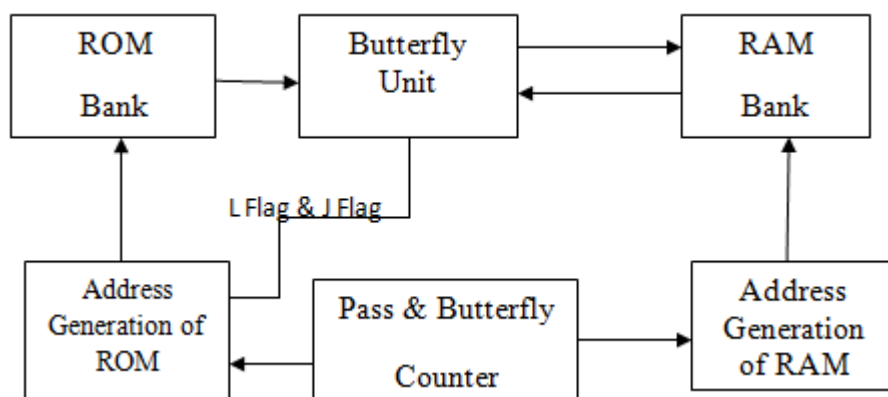 ROM
Bank
Butterfly
Unit
RAM
Bank
L Flag & J Flag
Address
Generation of
ROM
Pass & Butterfly
Counter
Address
Generation
of RAM